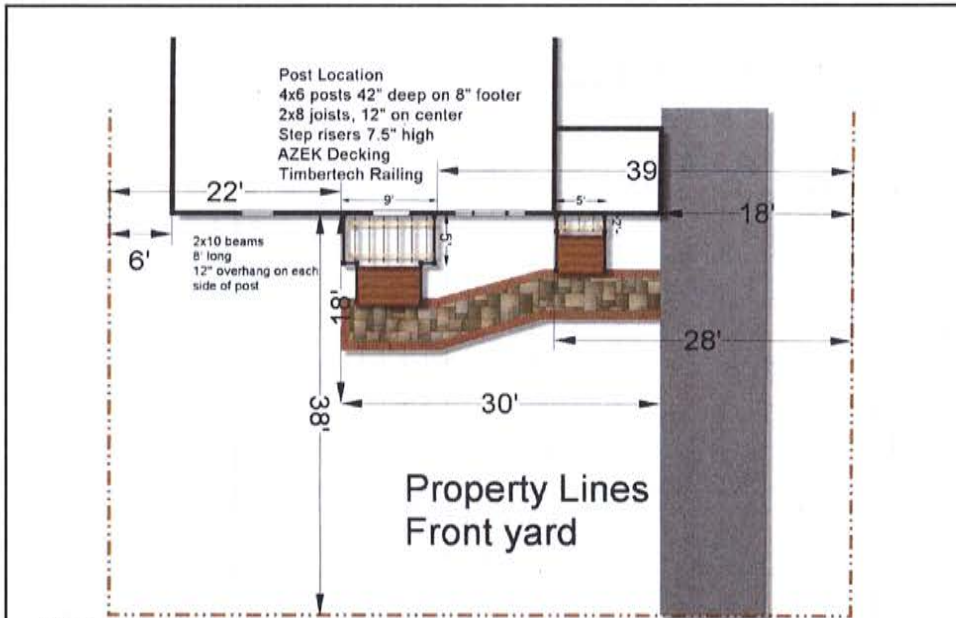 Post Location
4x6 posts 42" deep on 8" footer
2x8 joists, 12" on center
Step risers 7.5" high
AZEK Decking
Timbertech Railing
39
22'
9'
5'
18'
6'
2x10 beams
8' long
12" overhang on each
side of post
5'
2'
18'
28'
38'
30'
Property Lines
Front yard